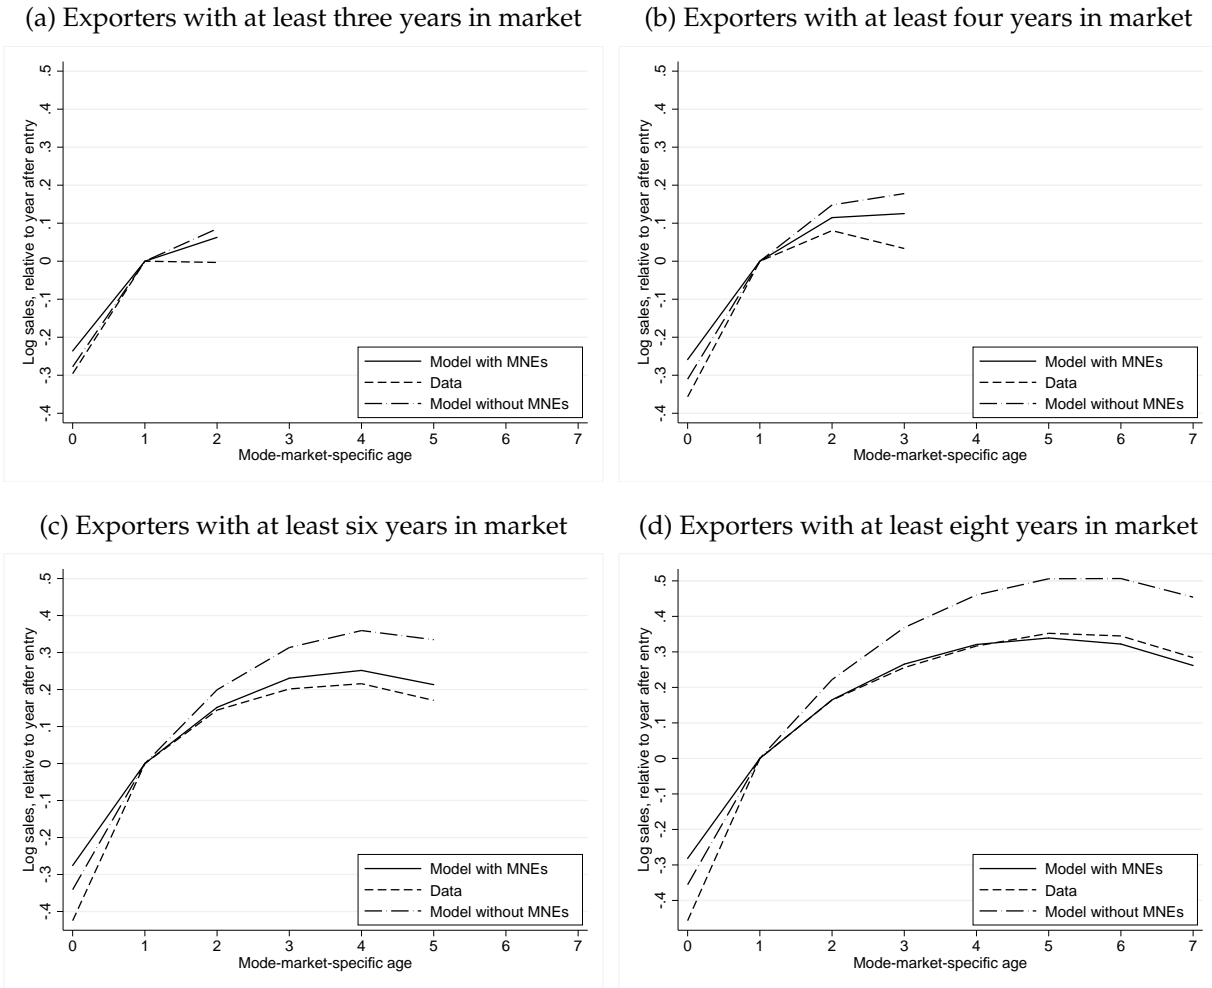 (a) Exporters with at least three years in market
Log sales, relative to year after entry
.5
.4
.3
.2
.1
0
-.1
-.2
-.3
-.4
Model with MNEs
Data
Model without MNEs
0 1 2 3 4 5 6 7
Mode-market-specific age
(b) Exporters with at least four years in market
Log sales, relative to year after entry
.5
.4
.3
.2
.1
0
-.1
-.2
-.3
-.4
Model with MNEs
Data
Model without MNEs
0 1 2 3 4 5 6 7
Mode-market-specific age
(c) Exporters with at least six years in market
Log sales, relative to year after entry
.5
.4
.3
.2
.1
0
-.1
-.2
-.3
-.4
Model with MNEs
Data
Model without MNEs
0 1 2 3 4 5 6 7
Mode-market-specific age
(d) Exporters with at least eight years in market
Log sales, relative to year after entry
.5
.4
.3
.2
.1
0
-.1
-.2
-.3
-.4
Model with MNEs
Data
Model without MNEs
0 1 2 3 4 5 6 7
Mode-market-specific age